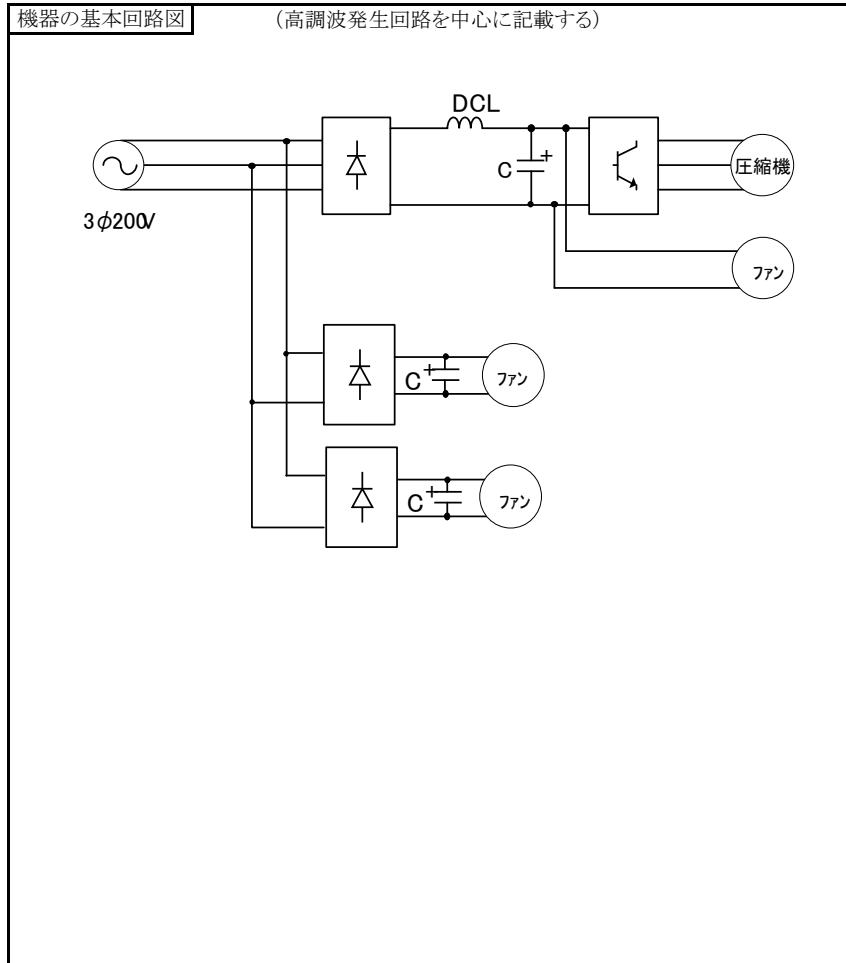 機器の基本回路図 (高調波発生回路を中心に記載する)
DCL
C +
圧縮機
3φ200V
ファン
C + ファン
C + ファン